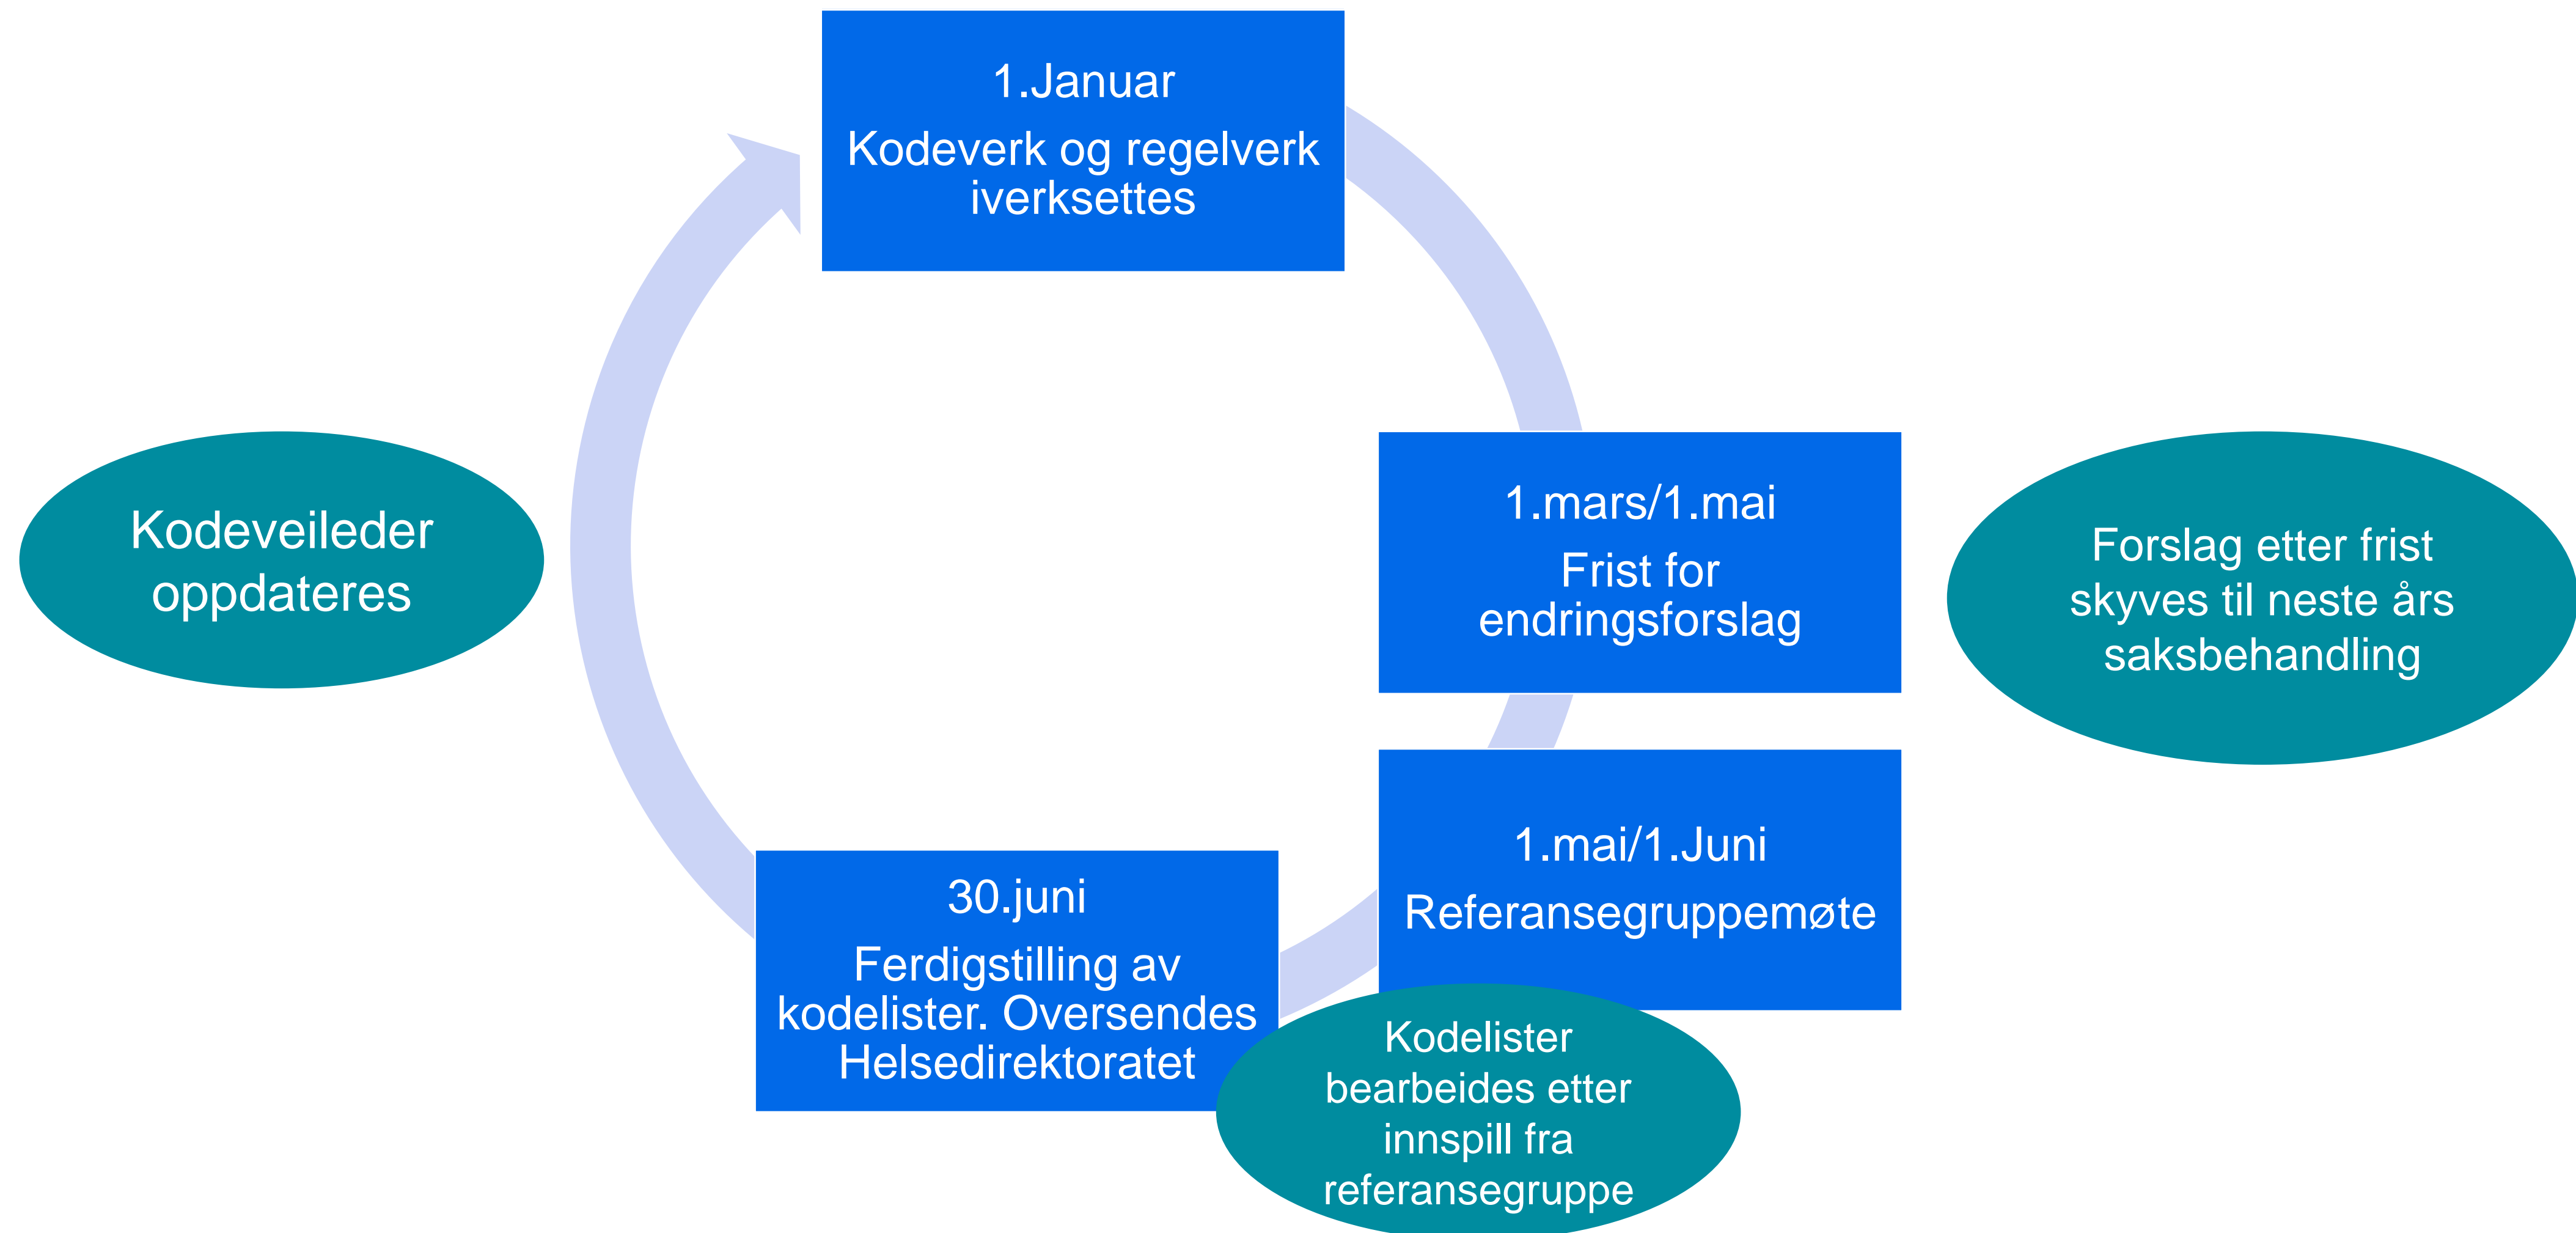 1.Januar
Kodeverk og regelverk
iverksettes
1.mars/1.mai
Frist for
endringsforslag
Forslag etter frist
skyves til neste års
saksbehandling
1.mai/1.Juni
Referansegruppemøte
Kodelister
bearbeides etter
innspill fra
referansegruppe
30.juni
Ferdigstilling av
kodelister. Oversendes
Helsedirektoratet
Kodeveileder
oppdateres